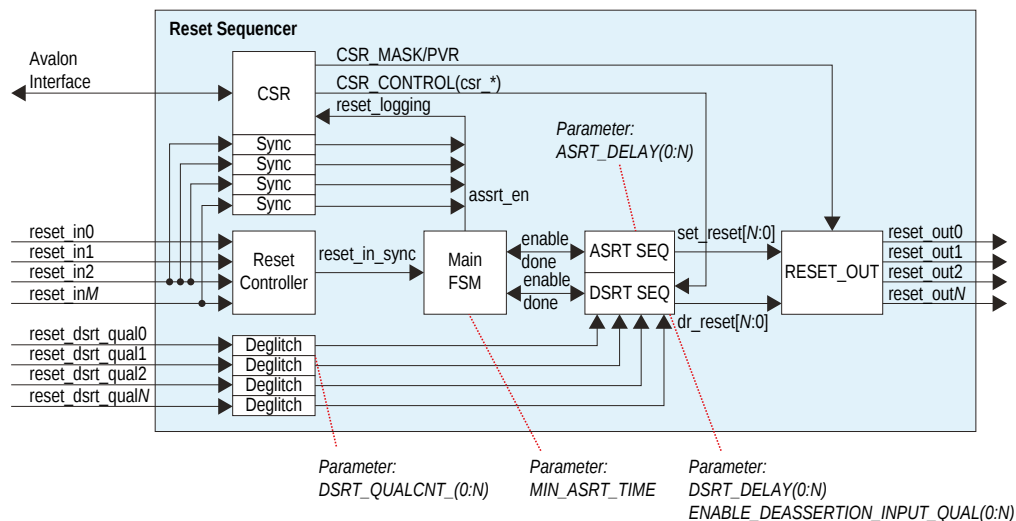 Reset Sequencer
Avalon
Interface
CSR_MASK/PVR
CSR_CONTROL(csr_*)
CSR
reset_logging
Parameter:
ASRT_DELAY(0:N)
Sync
Sync
Sync
Sync
assrt_en
reset_in0
reset_in1
reset_in2
reset_inM
Reset
Controller
reset_in_sync
Main
FSM
enable
done
enable
done
ASRT SEQ
DSRT SEQ
set_reset[N:0]
dr_reset[N:0]
RESET_OUT
reset_out0
reset_out1
reset_out2
reset_outN
reset_dsrt_qual0
reset_dsrt_qual1
reset_dsrt_qual2
reset_dsrt_qualN
Deglitch
Deglitch
Deglitch
Deglitch
Parameter:
DSRT_QUALCNT_(0:N)
Parameter:
MIN_ASRT_TIME
Parameter:
DSRT_DELAY(0:N)
ENABLE_DEASSERTION_INPUT_QUAL(0:N)